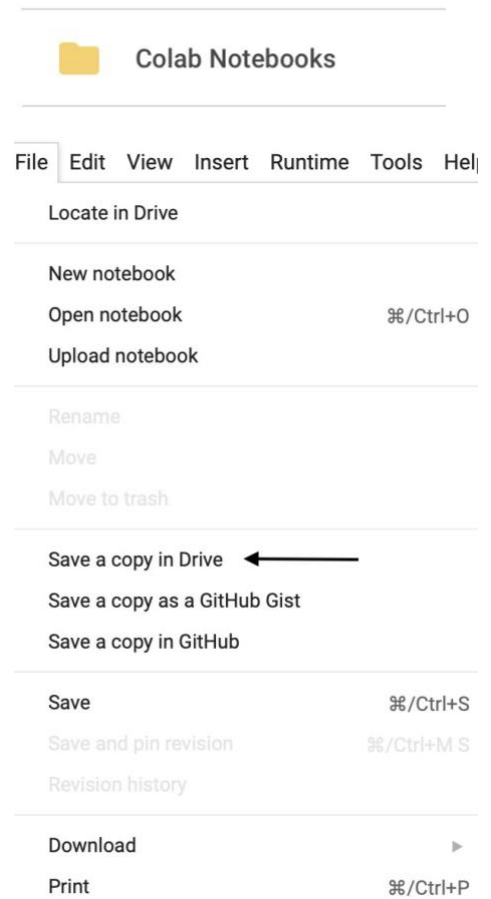 Colab Notebooks
File Edit View Insert Runtime Tools Hel
Locate in Drive
New notebook
Open notebook ⌘/Ctrl+O
Upload notebook
Rename
Move
Move to trash
Save a copy in Drive
Save a copy as a GitHub Gist
Save a copy in GitHub
Save ⌘/Ctrl+S
Save and pin revision ⌘/Ctrl+M S
Revision history
Download
Print ⌘/Ctrl+P